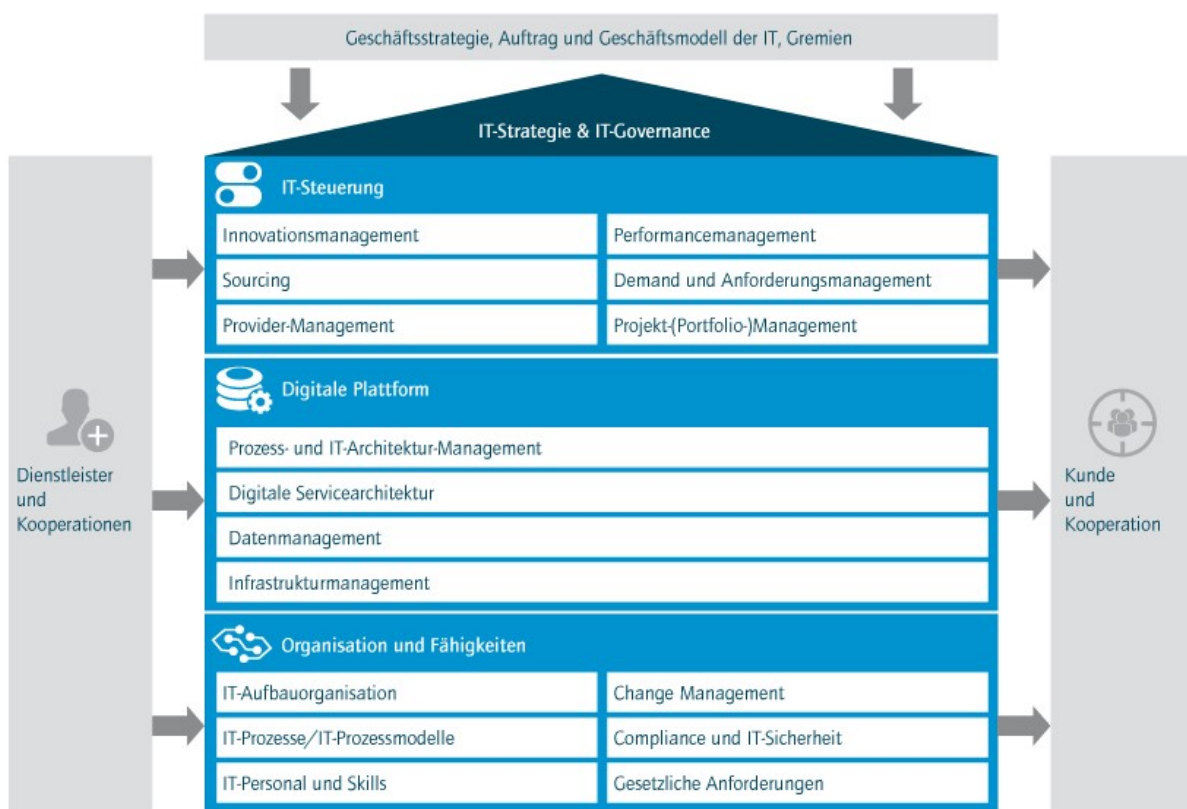 Geschäftsstrategie, Auftrag und Geschäftsmodell der IT, Gremien
IT-Strategie & IT-Governance
IT-Steuerung
Innovationsmanagement
Performancemanagement
Sourcing
Demand und Anforderungsmanagement
Provider-Management
Projekt-(Portfolio-)Management
Digitale Plattform
Prozess- und IT-Architektur-Management
Digitale Servicearchitektur
Datenmanagement
Infrastrukturmanagement
Organisation und Fähigkeiten
IT-Aufbauorganisation
Change Management
IT-Prozesse/IT-Prozessmodelle
Compliance und IT-Sicherheit
IT-Personal und Skills
Gesetzliche Anforderungen
Dienstleister
und
Kooperationen
Kunde
und
Kooperation